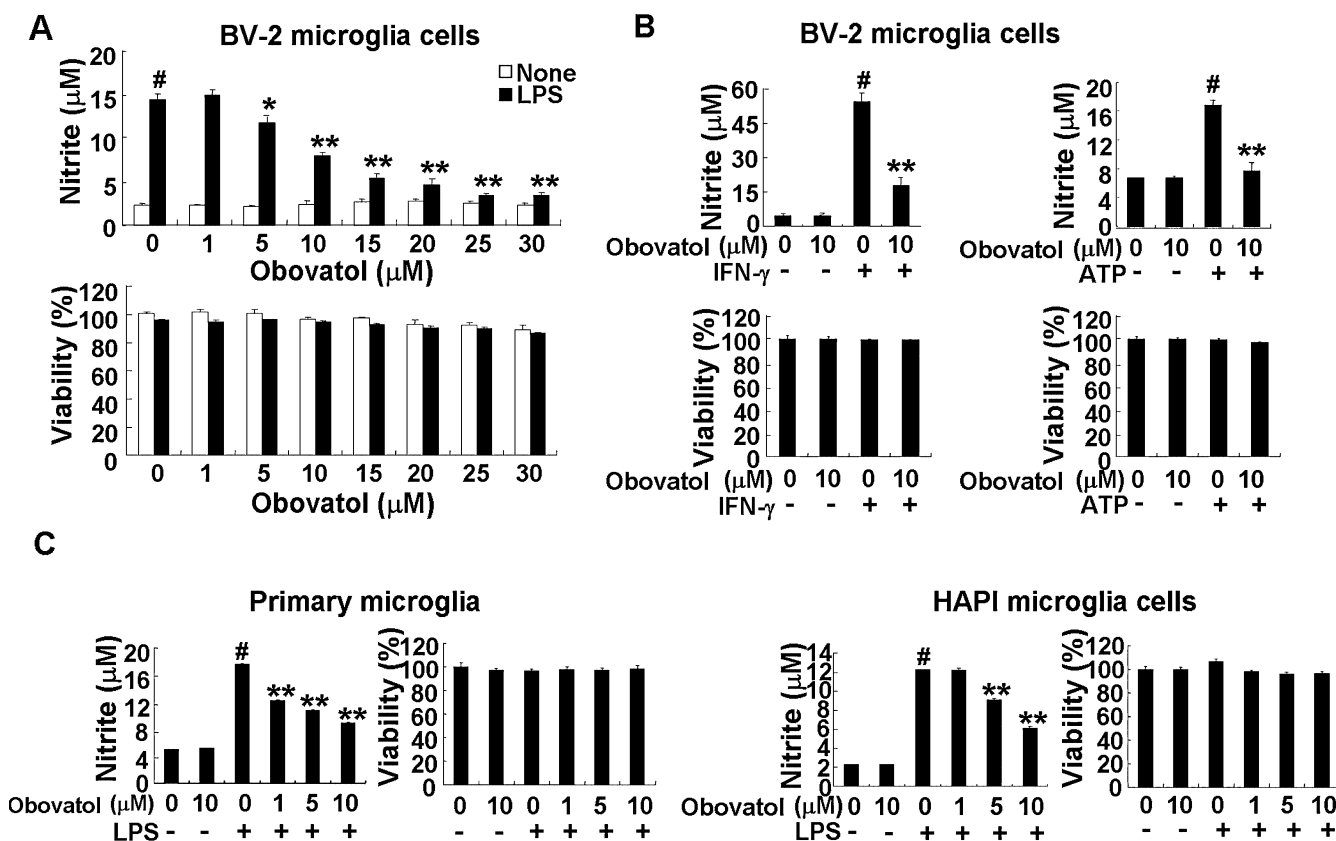 A
BV-2 microglia cells
Nitrite (μM)
20
15
10
5
0
None
LPS
# * ** ** ** ** **
0 1 5 10 15 20 25 30
Obovatol (μM)
Viability (%)
120
100
80
60
40
20
0
0 1 5 10 15 20 25 30
Obovatol (μM)
B
BV-2 microglia cells
Nitrite (μM)
60
45
30
15
0
# **
Obovatol (μM) 0 10 0 10
IFN-γ - - + +
Nitrite (μM)
20
16
12
8
4
0
# **
Obovatol (μM) 0 10 0 10
ATP - - + +
Viability (%)
120
100
80
60
40
20
0
Obovatol (μM) 0 10 0 10
IFN-γ - - + +
Viability (%)
120
100
80
60
40
20
0
Obovatol (μM) 0 10 0 10
ATP - - + +
C
Primary microglia
Nitrite (μM)
20
16
12
8
4
0
# ** ** **
Obovatol (μM) 0 10 0 1 5 10
LPS - - + + + +
Viability (%)
120
100
80
60
40
20
0
0 10 0 1 5 10
- - + + + +
HAPI microglia cells
Nitrite (μM)
14
12
10
8
6
4
2
0
# ** **
Obovatol (μM) 0 10 0 1 5 10
LPS - - + + + +
Viability (%)
120
100
80
60
40
20
0
0 10 0 1 5 10
- - + + + +